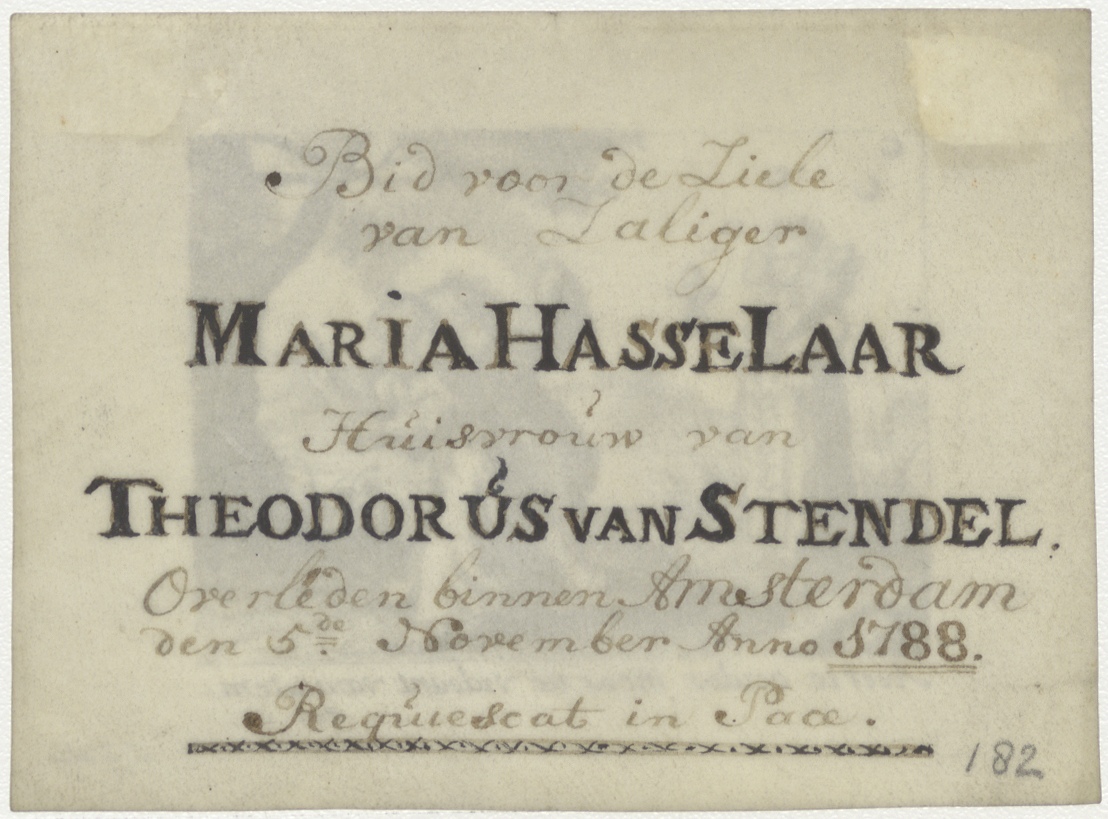 Bid voor de Ziele
van Zaliger
MARIA HASSELAAR
Huisvrouw van
THEODORUS VAN STENDEL.
Overleden binnen Amsterdam
den 5de November Anno 1788.
Requiescat in Pace.
182